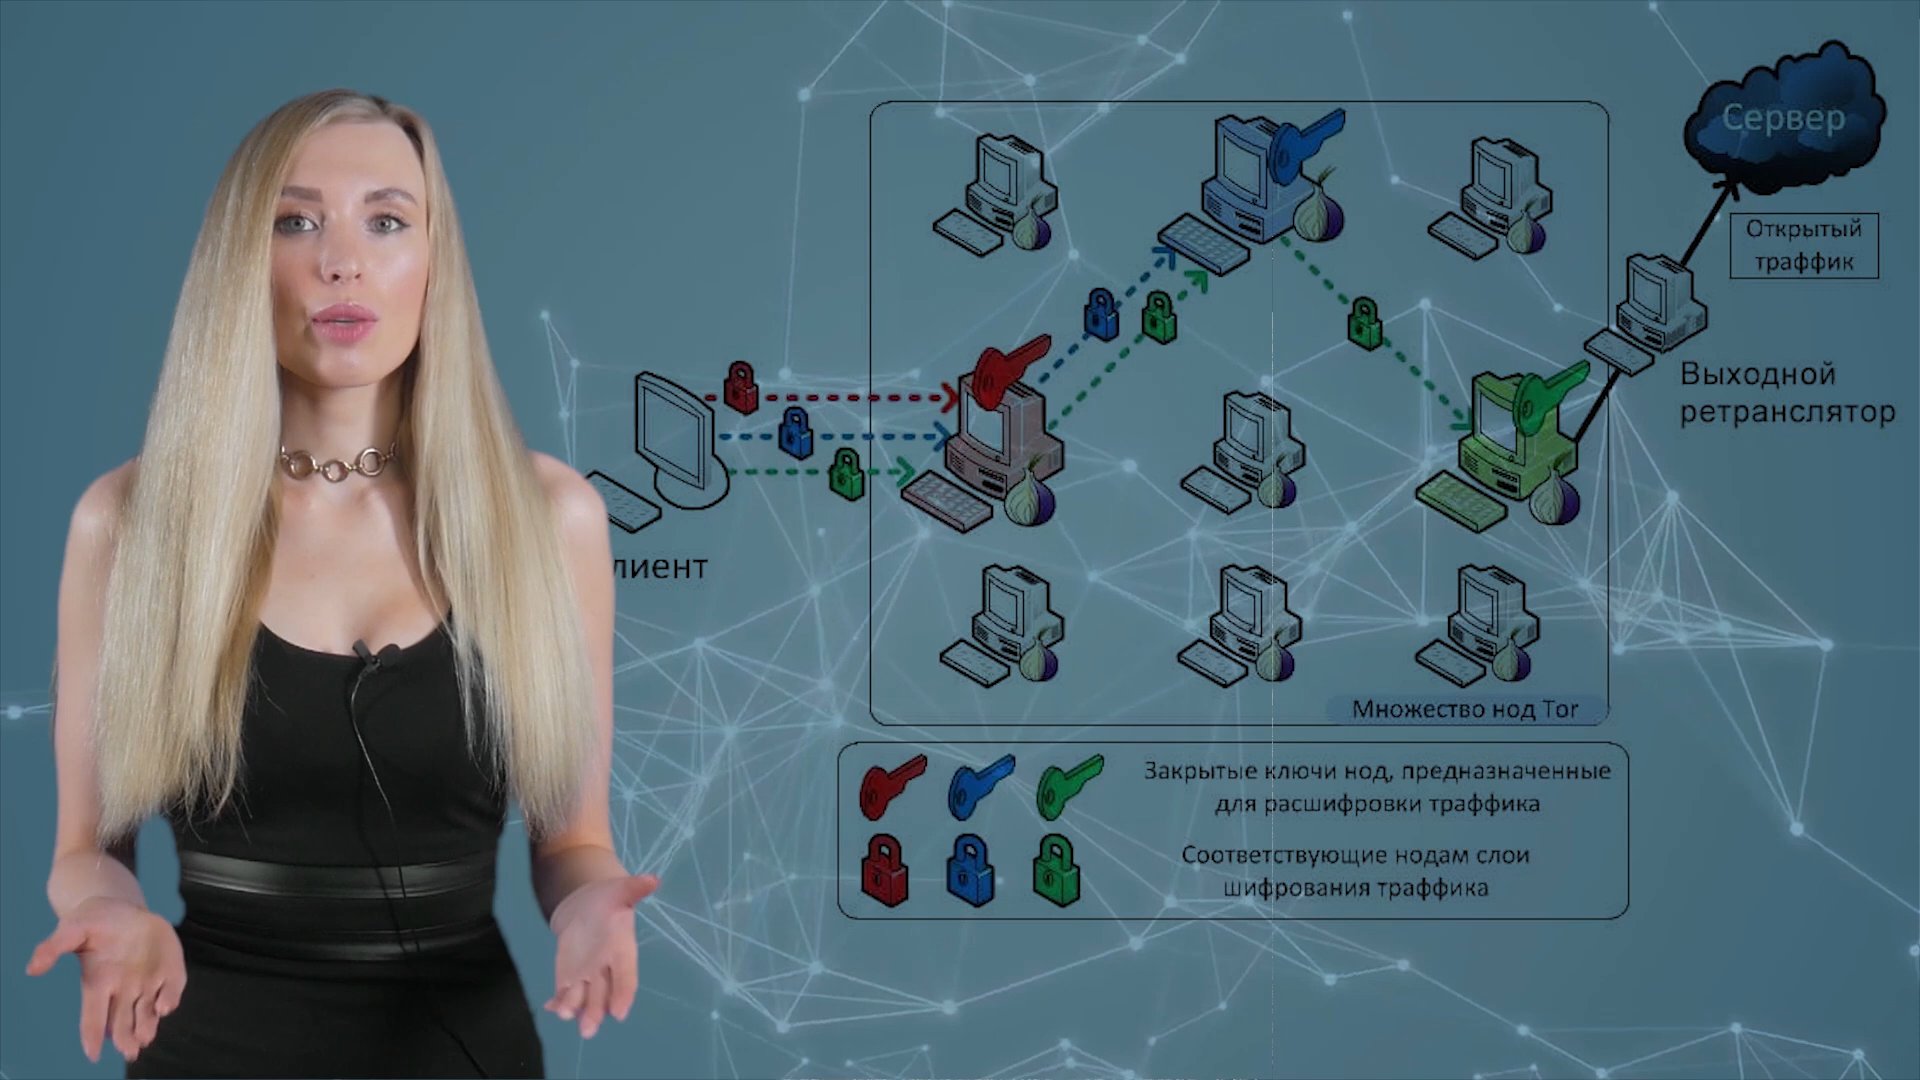 Сервер
Открытый
траффик
Выходной
ретранслятор
лиент
Множество нод Tor
Закрытые ключи нод, предназначенные
для расшифровки траффика
Соответствующие нодам слои
шифрования траффика